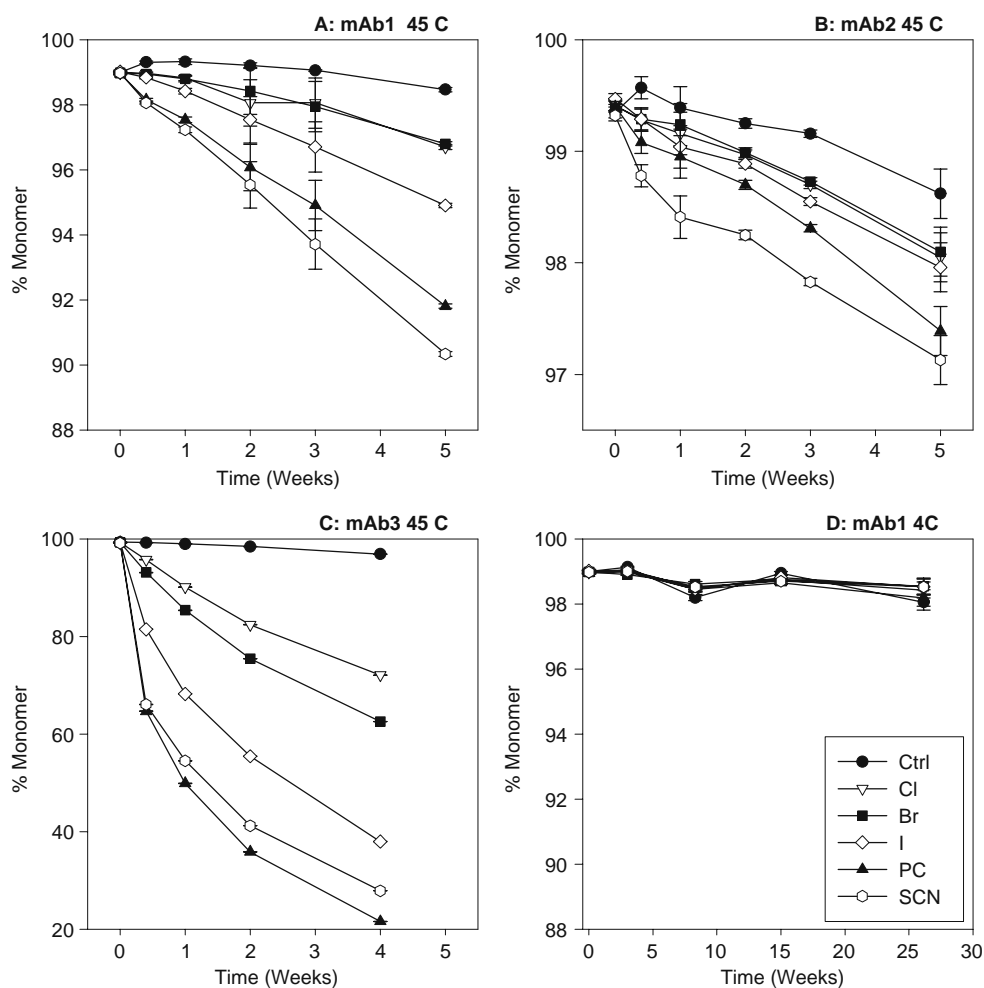 A: mAb1 45 C
100
98
96
94
92
90
88
% Monomer
0 1 2 3 4 5
Time (Weeks)
B: mAb2 45 C
100
99
98
97
% Monomer
0 1 2 3 4 5
Time (Weeks)
C: mAb3 45 C
100
80
60
40
20
% Monomer
0 1 2 3 4 5
Time (Weeks)
D: mAb1 4C
100
98
96
94
92
90
88
% Monomer
0 5 10 15 20 25 30
Time (Weeks)
Ctrl
Cl
Br
I
PC
SCN